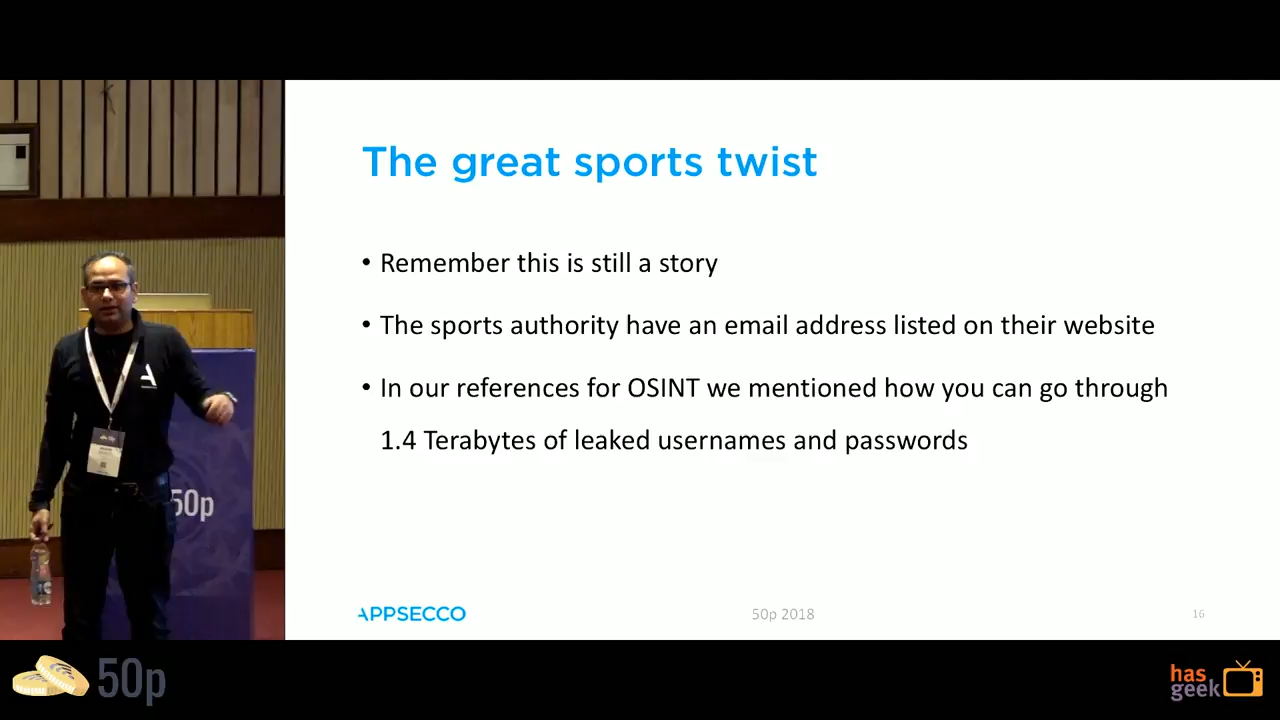 The great sports twist
• Remember this is still a story
• The sports authority have an email address listed on their website
• In our references for OSINT we mentioned how you can go through
1.4 Terabytes of leaked usernames and passwords
APPSECCO
50p 2018
16
50p
50p
has
geek